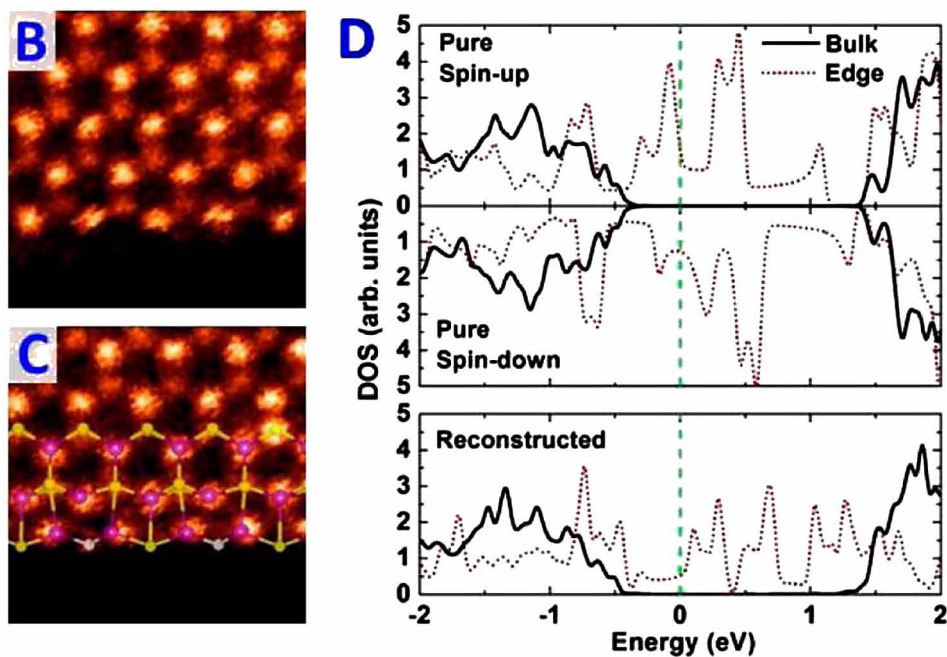 B
C
D
5
4
3
2
1
0
1
2
3
4
5
5
4
3
2
1
0
DOS (arb. units)
Pure
Spin-up
Bulk
Edge
Pure
Spin-down
Reconstructed
-2
-1
0
1
2
Energy (eV)